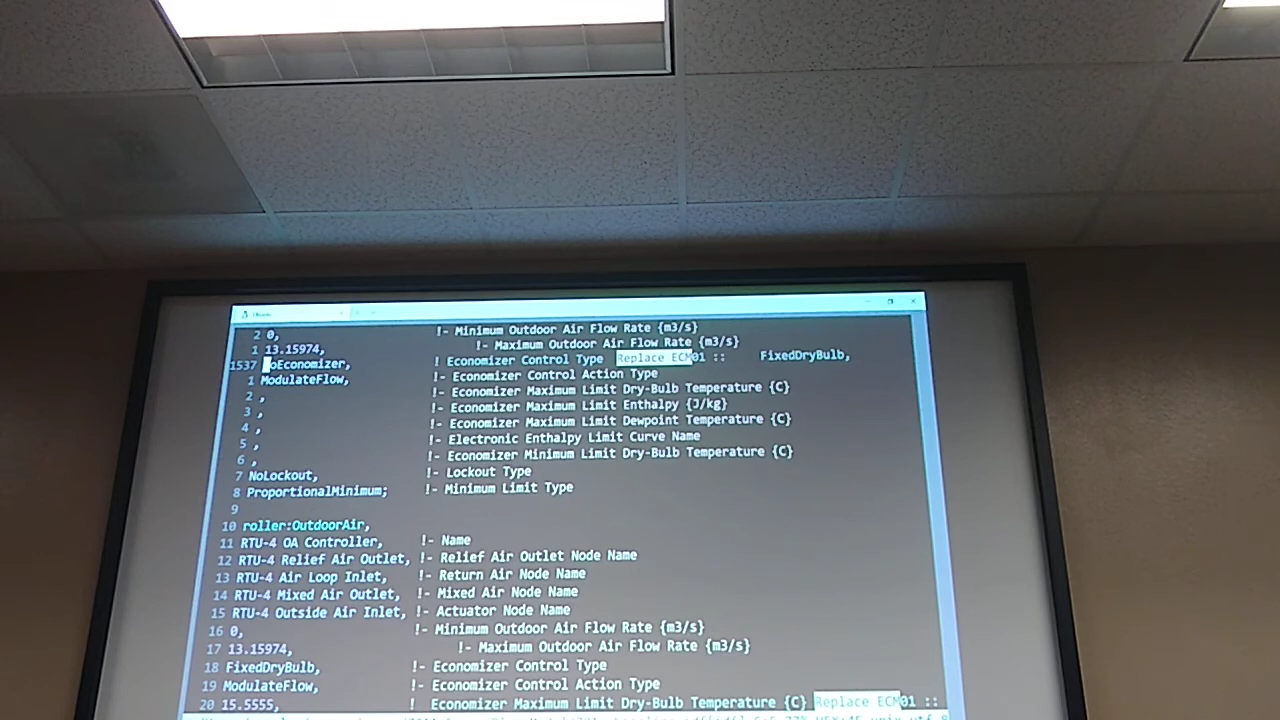 2 0, !- Minimum Outdoor Air Flow Rate {m3/s}
1 13.15974, !- Maximum Outdoor Air Flow Rate {m3/s}
1537 oEconomizer, ! Economizer Control Type Replace ECM01 :: FixedDryBulb,
1 ModulateFlow, !- Economizer Control Action Type
2 , !- Economizer Maximum Limit Dry-Bulb Temperature {C}
3 , !- Economizer Maximum Limit Enthalpy {J/kg}
4 , !- Economizer Maximum Limit Dewpoint Temperature {C}
5 , !- Electronic Enthalpy Limit Curve Name
6 , !- Economizer Minimum Limit Dry-Bulb Temperature {C}
7 NoLockout, !- Lockout Type
8 ProportionalMinimum; !- Minimum Limit Type
9
10 roller:OutdoorAir,
11 RTU-4 OA Controller, !- Name
12 RTU-4 Relief Air Outlet, !- Relief Air Outlet Node Name
13 RTU-4 Air Loop Inlet, !- Return Air Node Name
14 RTU-4 Mixed Air Outlet, !- Mixed Air Node Name
15 RTU-4 Outside Air Inlet, !- Actuator Node Name
16 0, !- Minimum Outdoor Air Flow Rate {m3/s}
17 13.15974, !- Maximum Outdoor Air Flow Rate {m3/s}
18 FixedDryBulb, !- Economizer Control Type
19 ModulateFlow, !- Economizer Control Action Type
20 15.5555, ! Economizer Maximum Limit Dry-Bulb Temperature {C} Replace ECM01 ::